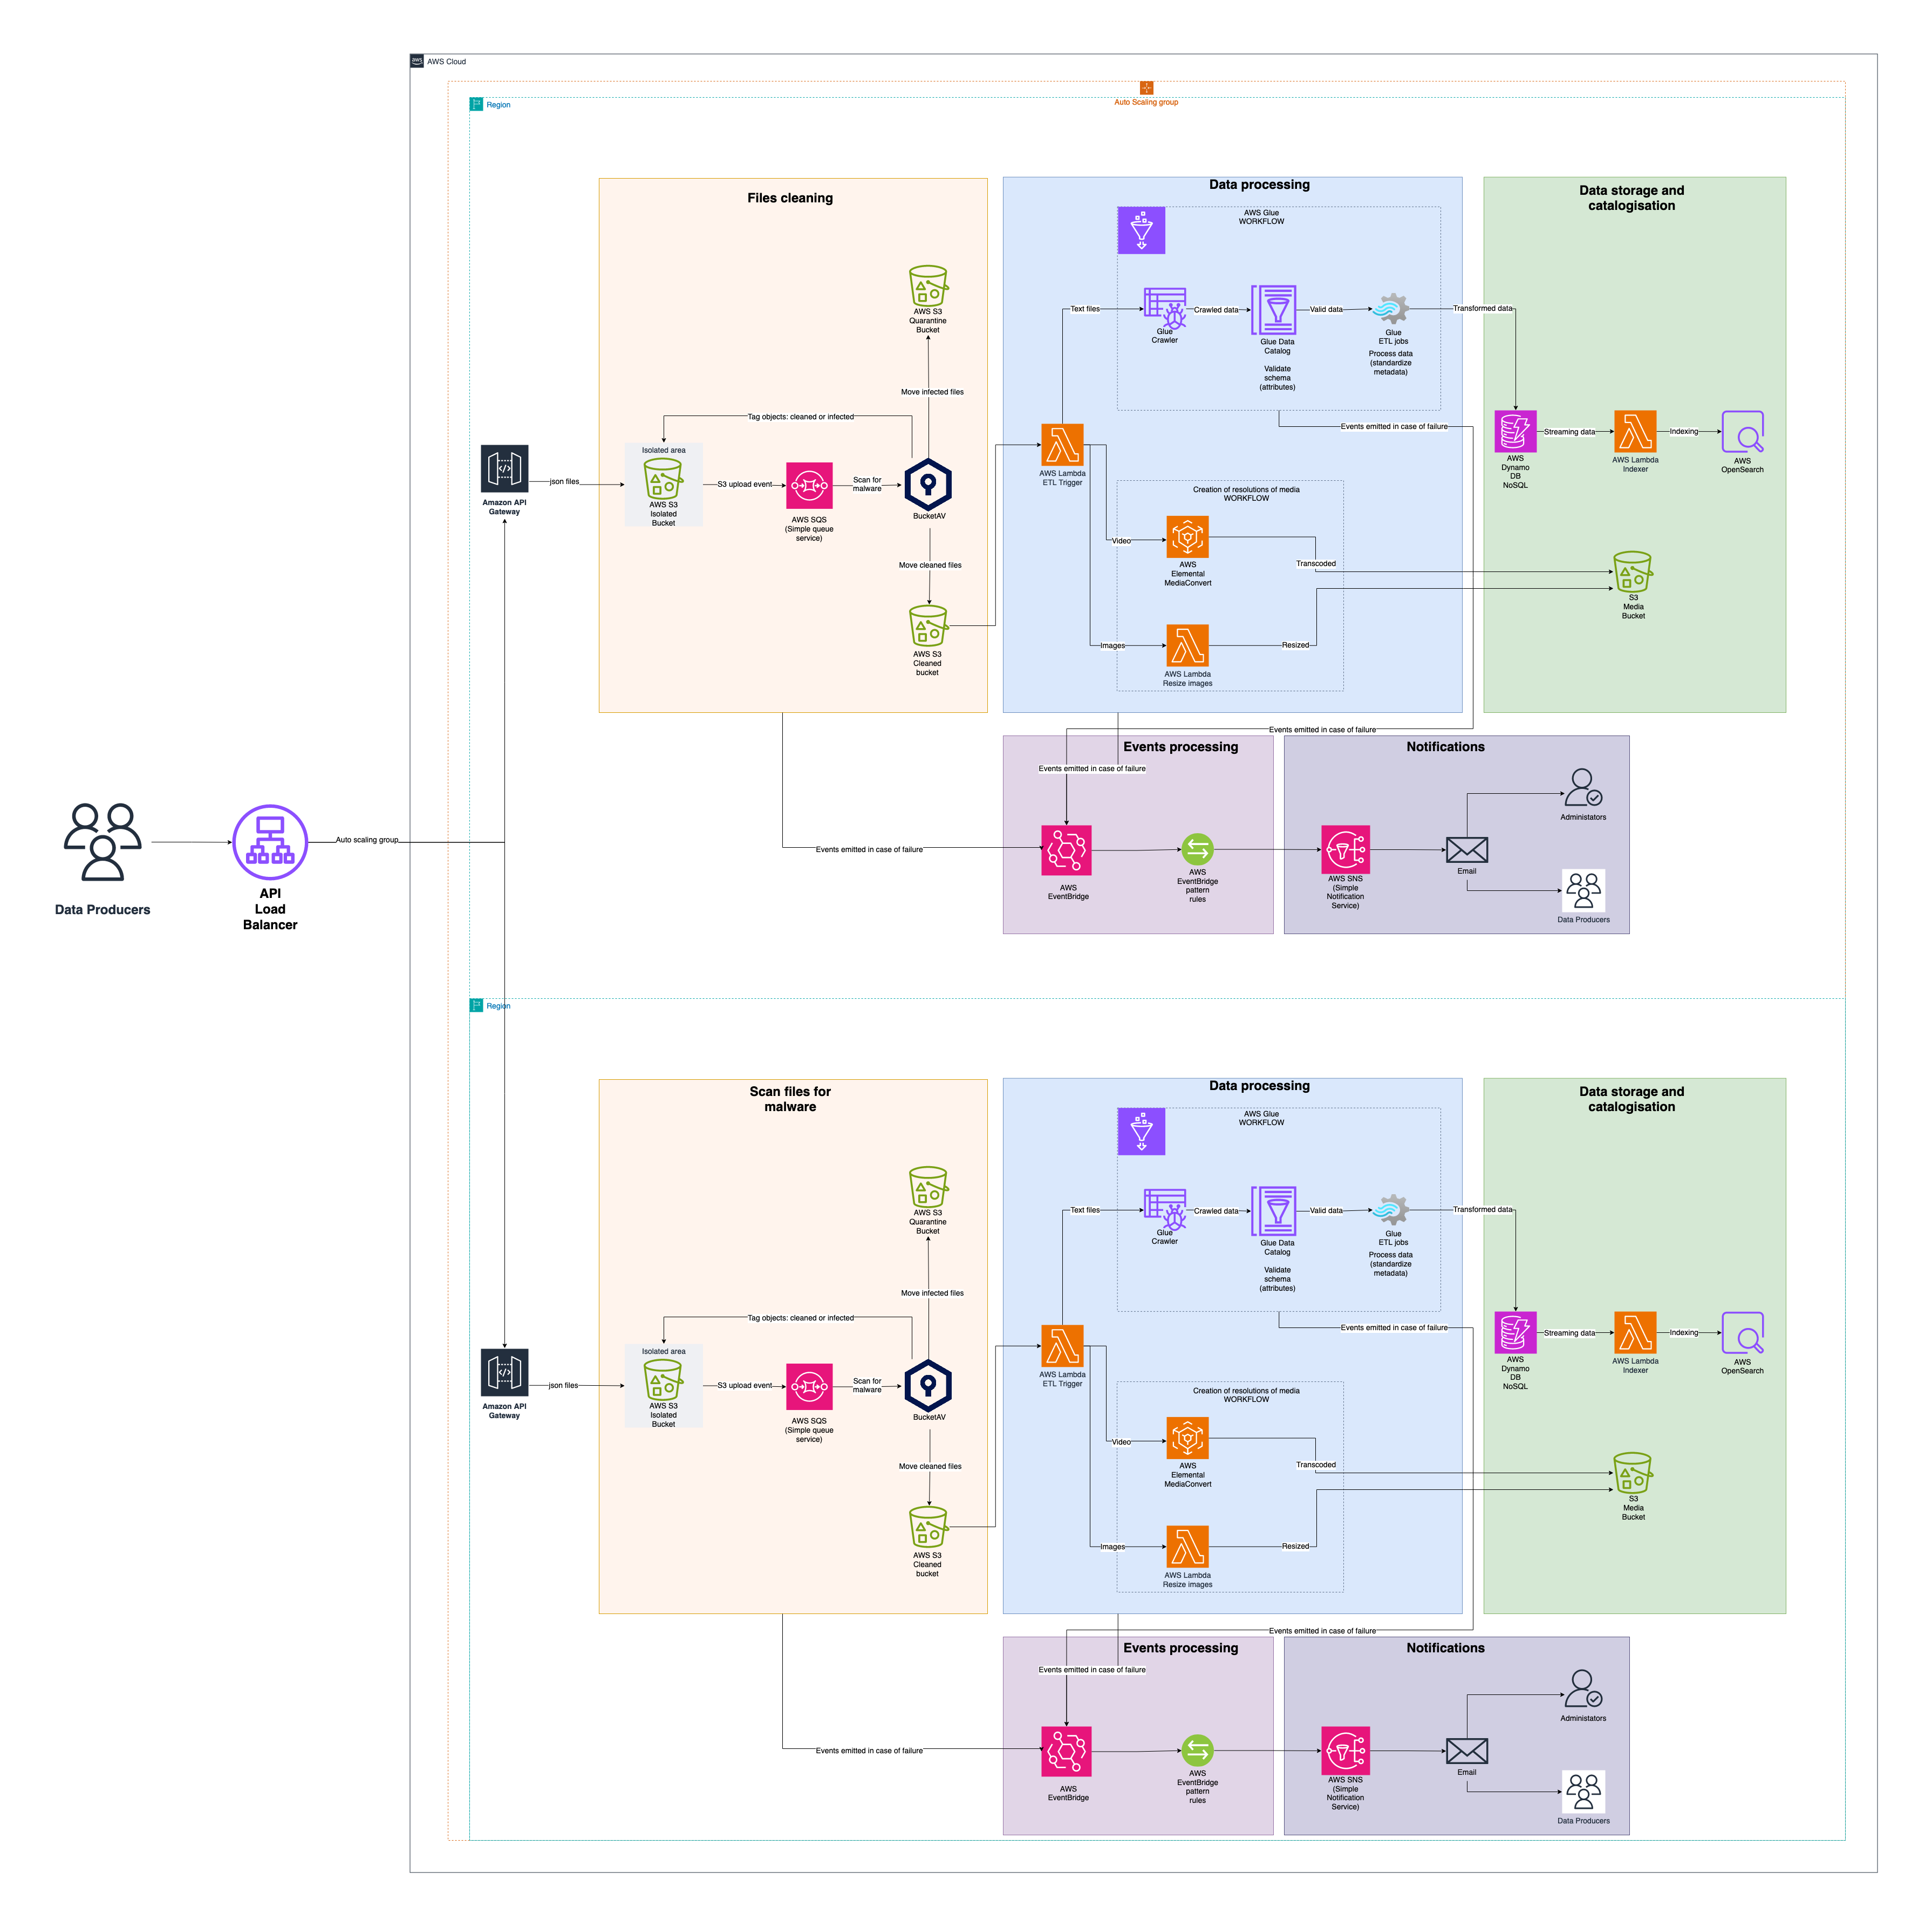 aws
AWS Cloud
Auto Scaling group
Region
Files cleaning
AWS S3
Quarantine
Bucket
Move infected files
Tag objects: cleaned or infected
Isolated area
AWS S3
Isolated
Bucket
S3 upload event
AWS SQS
(Simple queue
service)
Scan for
malware
BucketAV
Move cleaned files
AWS S3
Cleaned
bucket
Amazon API
Gateway
json files
Data processing
AWS Glue
WORKFLOW
Text files
Glue
Crawler
Crawled data
Glue Data
Catalog
Validate
schema
(attributes)
Valid data
Glue
ETL jobs
Process data
(standardize
metadata)
Transformed data
Events emitted in case of failure
AWS Lambda
ETL Trigger
Creation of resolutions of media
WORKFLOW
Video
AWS
Elemental
MediaConvert
Transcoded
Images
AWS Lambda
Resize images
Resized
Data storage and
catalogisation
AWS
Dynamo
DB
NoSQL
Streaming data
AWS Lambda
Indexer
Indexing
AWS
OpenSearch
S3
Media
Bucket
Events emitted in case of failure
Events processing
Events emitted in case of failure
Events emitted in case of failure
AWS
EventBridge
AWS
EventBridge
pattern
rules
Notifications
AWS SNS
(Simple
Notification
Service)
Email
Administators
Data Producers
Data Producers
API
Load
Balancer
Auto scaling group
Region
Scan files for
malware
AWS S3
Quarantine
Bucket
Move infected files
Tag objects: cleaned or infected
Isolated area
AWS S3
Isolated
Bucket
S3 upload event
AWS SQS
(Simple queue
service)
Scan for
malware
BucketAV
Move cleaned files
AWS S3
Cleaned
bucket
Amazon API
Gateway
json files
Data processing
AWS Glue
WORKFLOW
Text files
Glue
Crawler
Crawled data
Glue Data
Catalog
Validate
schema
(attributes)
Valid data
Glue
ETL jobs
Process data
(standardize
metadata)
Transformed data
Events emitted in case of failure
AWS Lambda
ETL Trigger
Creation of resolutions of media
WORKFLOW
Video
AWS
Elemental
MediaConvert
Transcoded
Images
AWS Lambda
Resize images
Resized
Data storage and
catalogisation
AWS
Dynamo
DB
NoSQL
Streaming data
AWS Lambda
Indexer
Indexing
AWS
OpenSearch
S3
Media
Bucket
Events emitted in case of failure
Events processing
Events emitted in case of failure
Events emitted in case of failure
AWS
EventBridge
AWS
EventBridge
pattern
rules
Notifications
AWS SNS
(Simple
Notification
Service)
Email
Administators
Data Producers